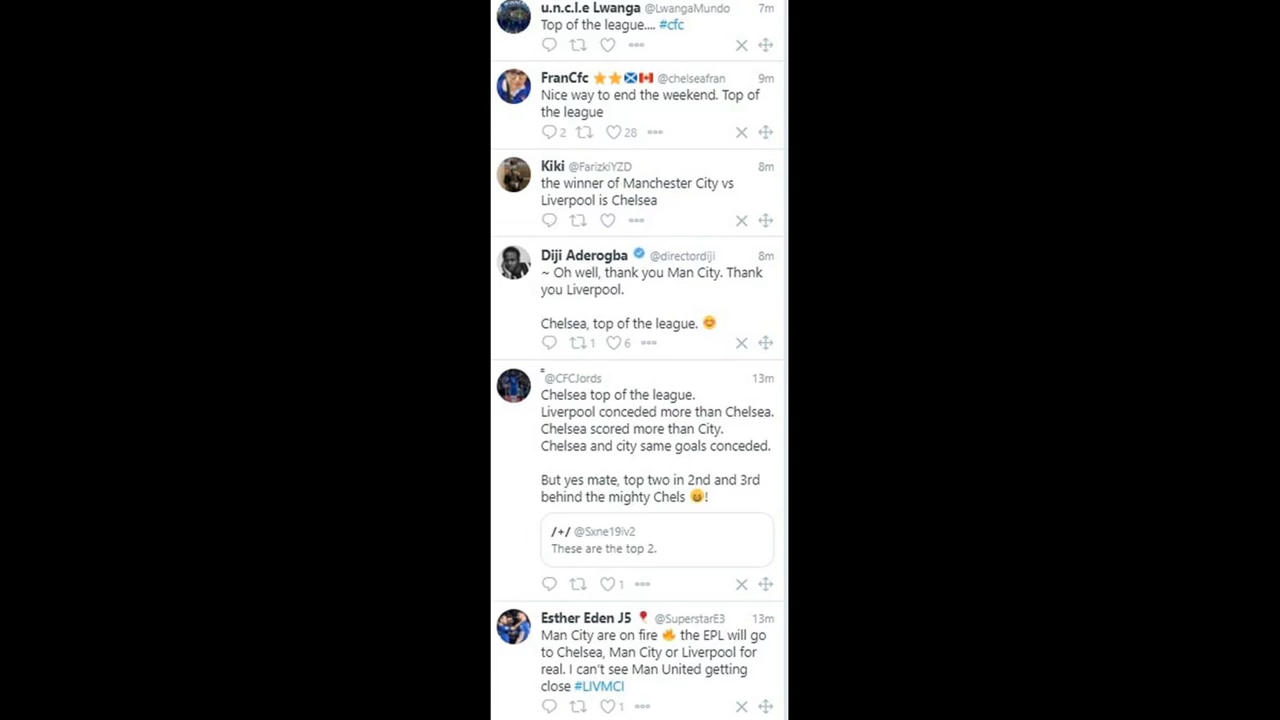 u.n.c.l.e Lwanga @LwangaMundo 7m
Top of the league.... #cfc
FranCfc @chelseafran 9m
Nice way to end the weekend. Top of
the league
2 28
Kiki @FarizkiYZD 8m
the winner of Manchester City vs
Liverpool is Chelsea
Diji Aderogba @directordiji 8m
~ Oh well, thank you Man City. Thank
you Liverpool.
Chelsea, top of the league. 😊
1 6
@CFCJords 13m
Chelsea top of the league.
Liverpool conceded more than Chelsea.
Chelsea scored more than City.
Chelsea and city same goals conceded.
But yes mate, top two in 2nd and 3rd
behind the mighty Chels 😄!
/+/ @Sxne19iv2
These are the top 2.
1
Esther Eden J5 🎈 @SuperstarE3 13m
Man City are on fire 🔥 the EPL will go
to Chelsea, Man City or Liverpool for
real. I can't see Man United getting
close #LIVMCI
1